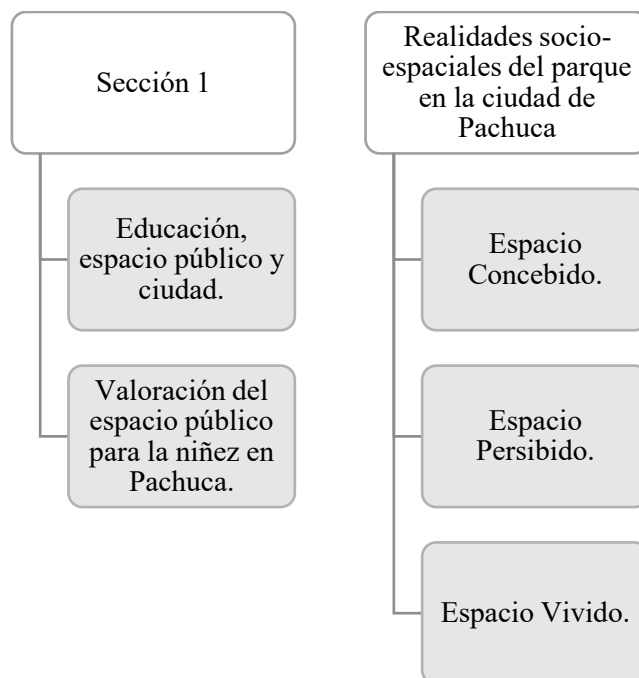 Sección 1
Educación,
espacio público y
ciudad.
Valoración del
espacio público
para la niñez en
Pachuca.
Realidades socio-
espaciales del parque
en la ciudad de
Pachuca
Espacio
Concebido.
Espacio
Persibido.
Espacio Vivido.